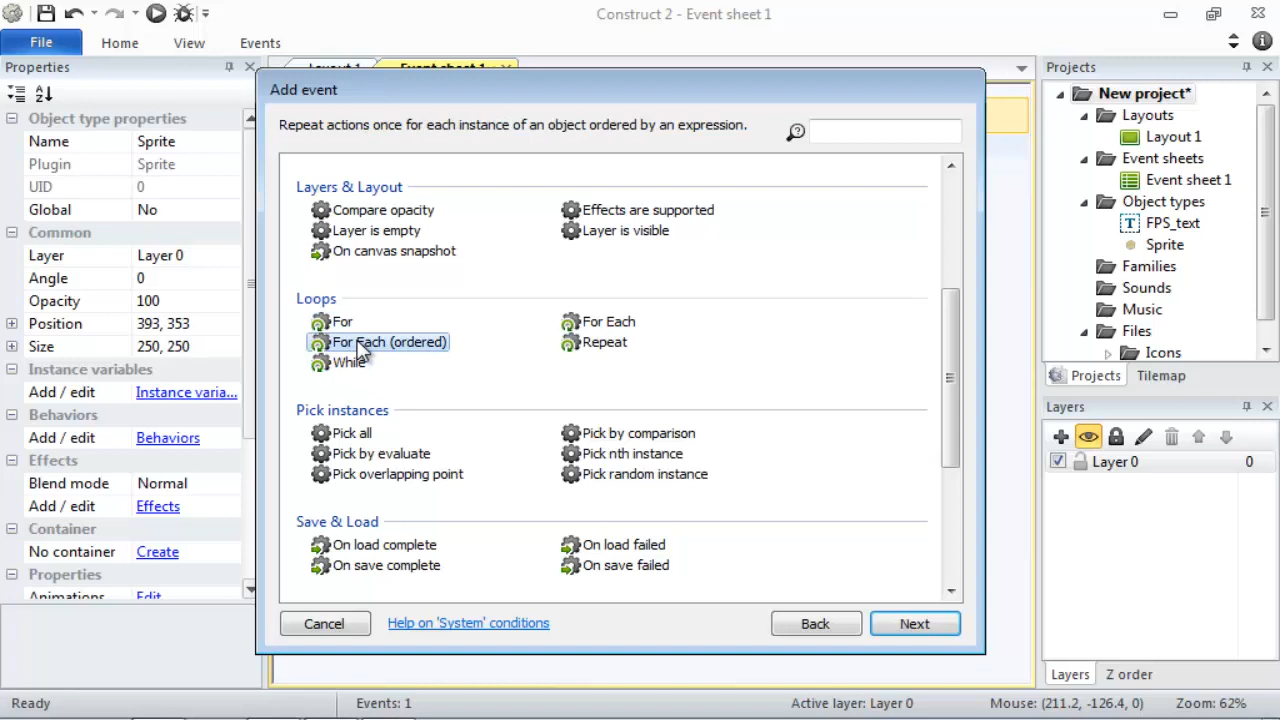 Construct 2 - Event sheet 1
File Home View Events
Properties
Object type properties
Name Sprite
Plugin Sprite
UID 0
Global No
Common
Layer Layer 0
Angle 0
Opacity 100
Position 393, 353
Size 250, 250
Instance variables
Add / edit Instance varia...
Behaviors
Add / edit Behaviors
Effects
Blend mode Normal
Add / edit Effects
Container
No container Create
Properties
Animations Edit
Layout 1 Event sheet 1
Add event
Repeat actions once for each instance of an object ordered by an expression.
Layers & Layout
Compare opacity Effects are supported
Layer is empty Layer is visible
On canvas snapshot
Loops
For For Each
For Each (ordered) Repeat
While
Pick instances
Pick all Pick by comparison
Pick by evaluate Pick nth instance
Pick overlapping point Pick random instance
Save & Load
On load complete On load failed
On save complete On save failed
Cancel Help on 'System' conditions Back Next
Projects
New project*
Layouts
Layout 1
Event sheets
Event sheet 1
Object types
T FPS_text
Sprite
Families
Sounds
Music
Files
Icons
Projects Tilemap
Layers
Layer 0 0
Layers Z order
Ready Events: 1 Active layer: Layer 0 Mouse: (211.2, -126.4, 0) Zoom: 62%